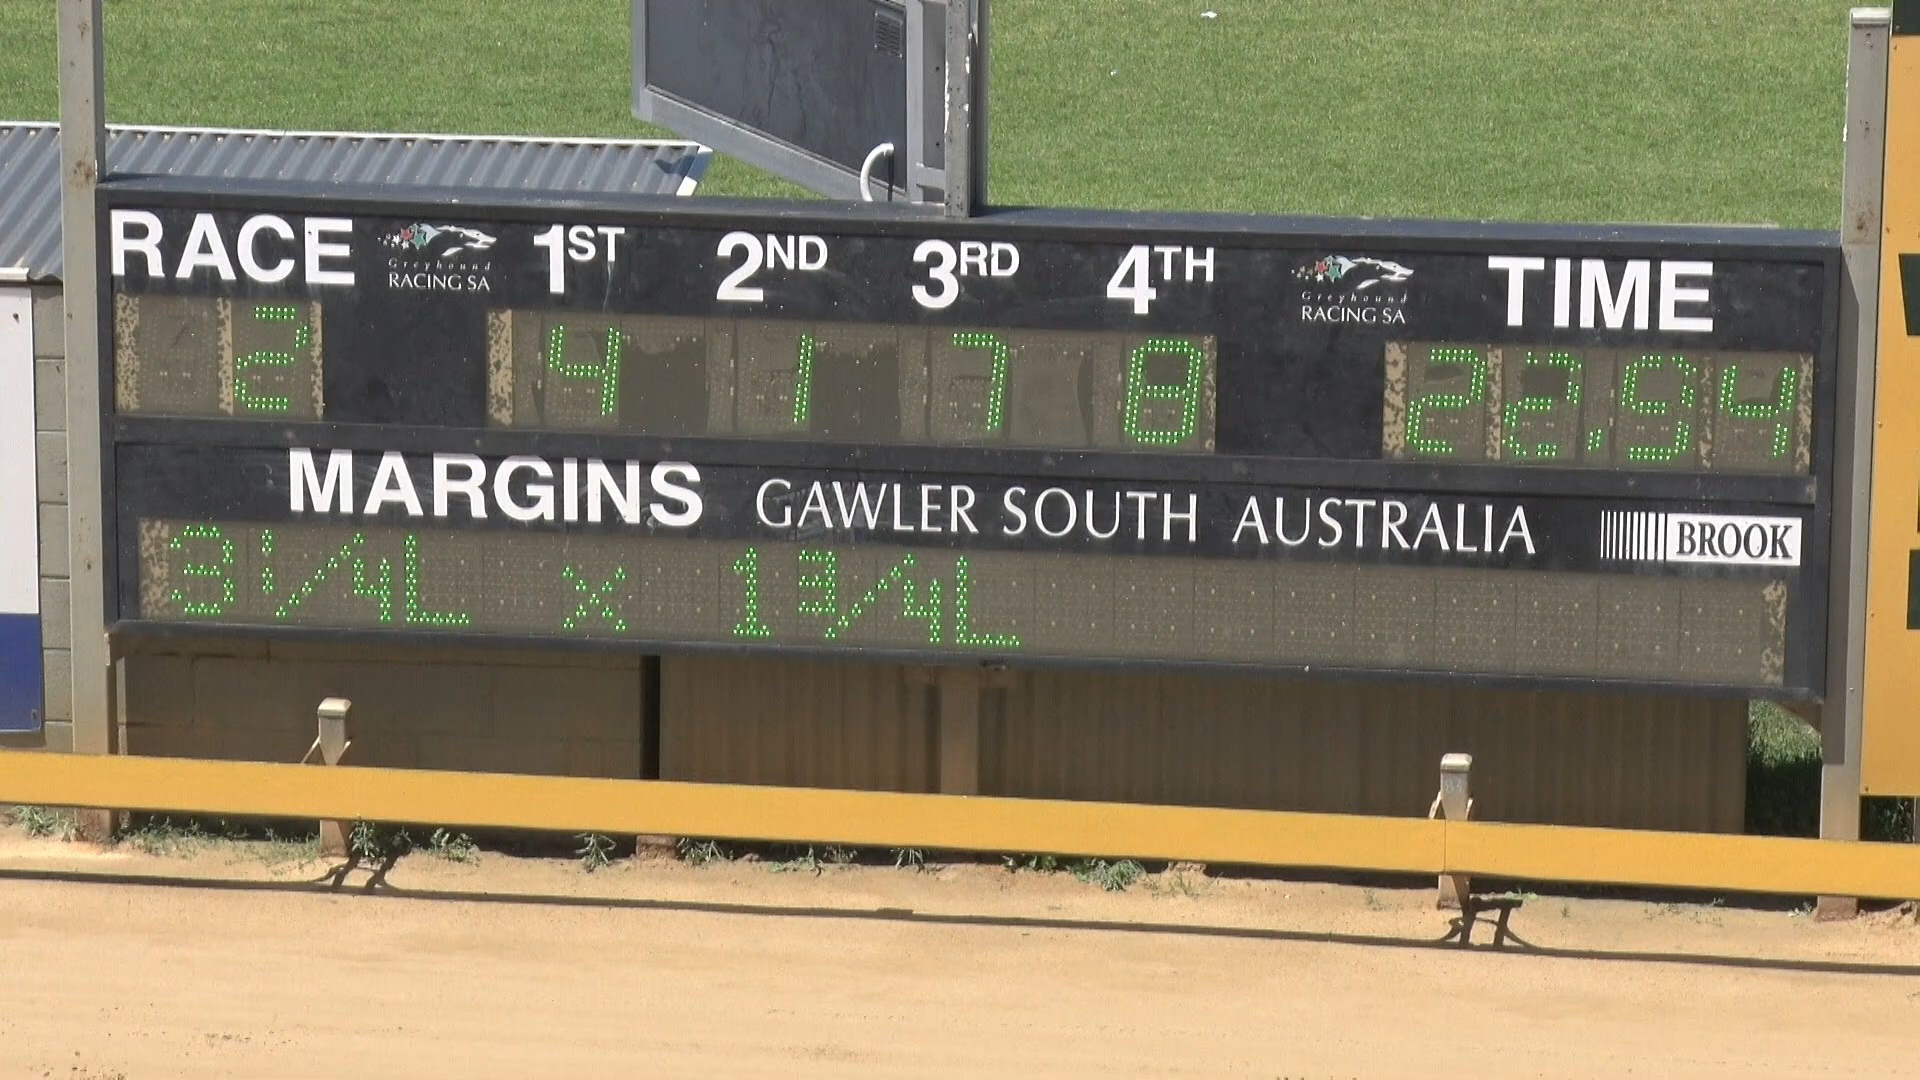 RACE Greyhound RACING SA 1ST 2ND 3RD 4TH Greyhound RACING SA TIME
2 4 1 7 8 22.94
MARGINS GAWLER SOUTH AUSTRALIA BROOK
3 1/4L x 1 3/4L